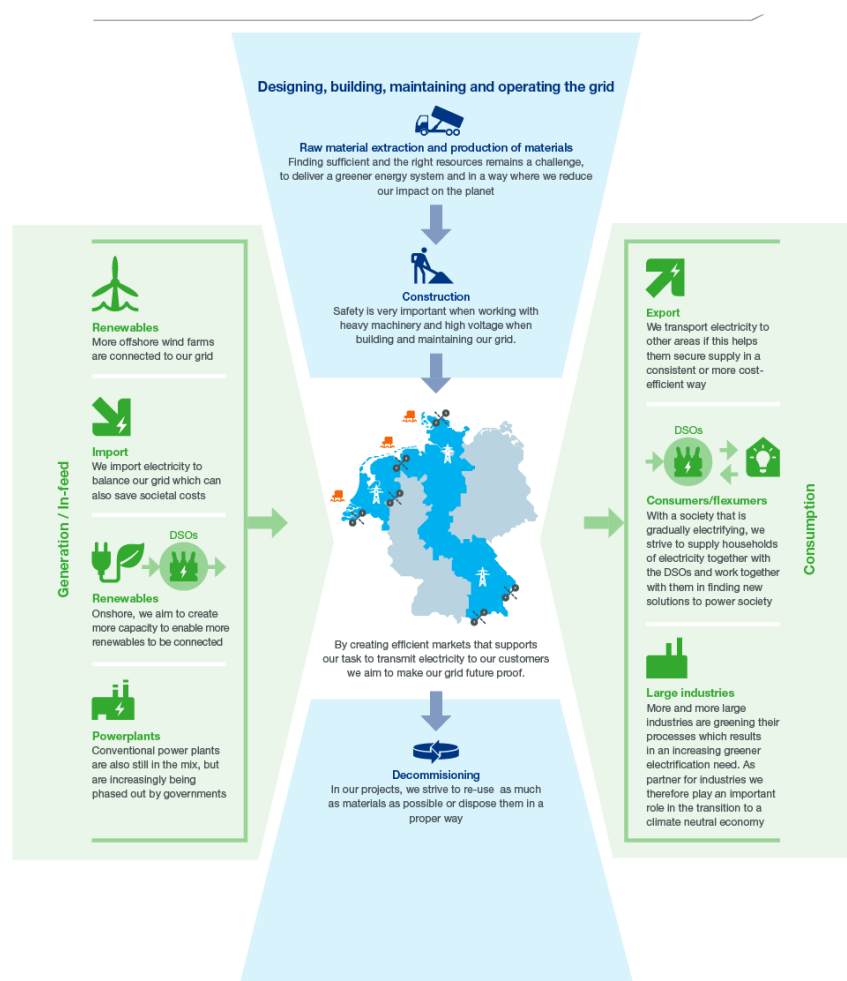 Designing, building, maintaining and operating the grid
Raw material extraction and production of materials
Finding sufficient and the right resources remains a challenge,
to deliver a greener energy system and in a way where we reduce
our impact on the planet
Construction
Safety is very important when working with
heavy machinery and high voltage when
building and maintaining our grid.
Generation / In-feed
Renewables
More offshore wind farms
are connected to our grid
Import
We import electricity to
balance our grid which can
also save societal costs
DSOs
Renewables
Onshore, we aim to create
more capacity to enable more
renewables to be connected
Powerplants
Conventional power plants
are also still in the mix, but
are increasingly being
phased out by governments
By creating efficient markets that supports
our task to transmit electricity to our customers
we aim to make our grid future proof.
Decommisioning
In our projects, we strive to re-use as much
as materials as possible or dispose them in a
proper way
Export
We transport electricity to
other areas if this helps
them secure supply in a
consistent or more cost-
efficient way
DSOs
Consumers/flexumers
With a society that is
gradually electrifying, we
strive to supply households
of electricity together with
the DSOs and work together
with them in finding new
solutions to power society
Large industries
More and more large
industries are greening their
processes which results
in an increasing greener
electrification need. As
partner for industries we
therefore play an important
role in the transition to a
climate neutral economy
Consumption